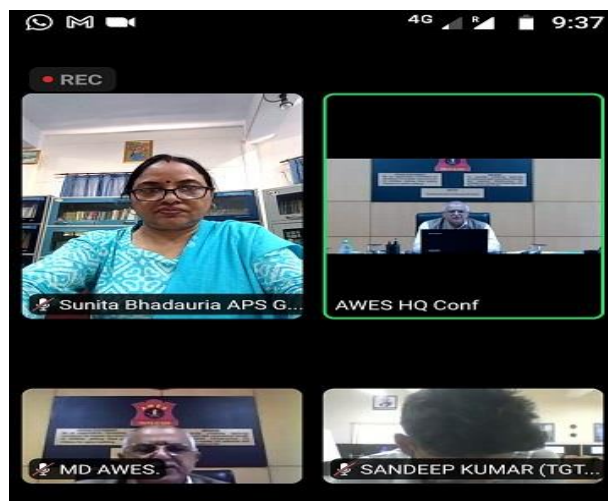 4G R 9:37
REC
Sunita Bhadauria APS G...
AWES HQ Conf
MD AWES.
SANDEEP KUMAR (TGT...